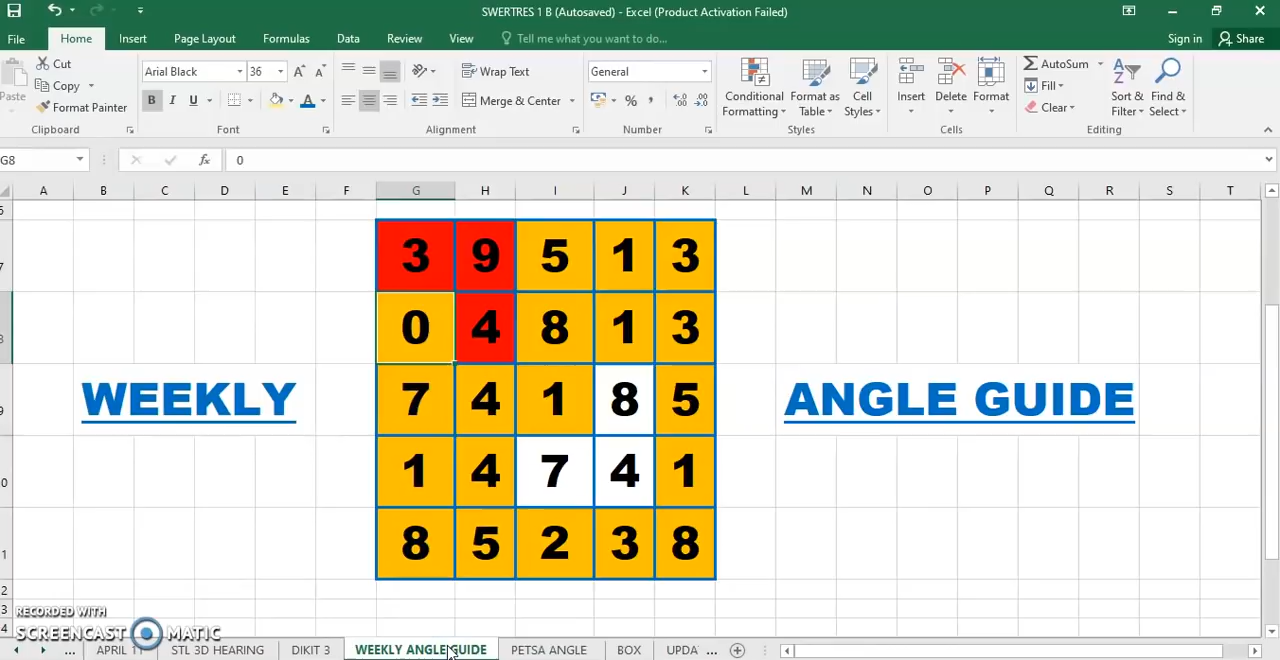 SWERTRES 1 B (Autosaved) - Excel (Product Activation Failed)
File Home Insert Page Layout Formulas Data Review View Tell me what you want to do... Sign in Share
Cut
Copy
Format Painter
Paste
Clipboard
Arial Black 36
B I U A
Font
Wrap Text
Merge & Center
Alignment
General
%
Number
Conditional Formatting
Format as Table
Cell Styles
Styles
Insert Delete Format
Cells
AutoSum
Fill
Clear
Sort & Filter
Find & Select
Editing
G8 fx 0
A B C D E F G H I J K L M N O P Q R S T
3 9 5 1 3
0 4 8 1 3
WEEKLY 7 4 1 8 5 ANGLE GUIDE
1 4 7 4 1
8 5 2 3 8
RECORDED WITH
SCREENCAST MATIC
... APRIL 11 STL 3D HEARING DIKIT 3 WEEKLY ANGLE GUIDE PETSA ANGLE BOX UPDA ...